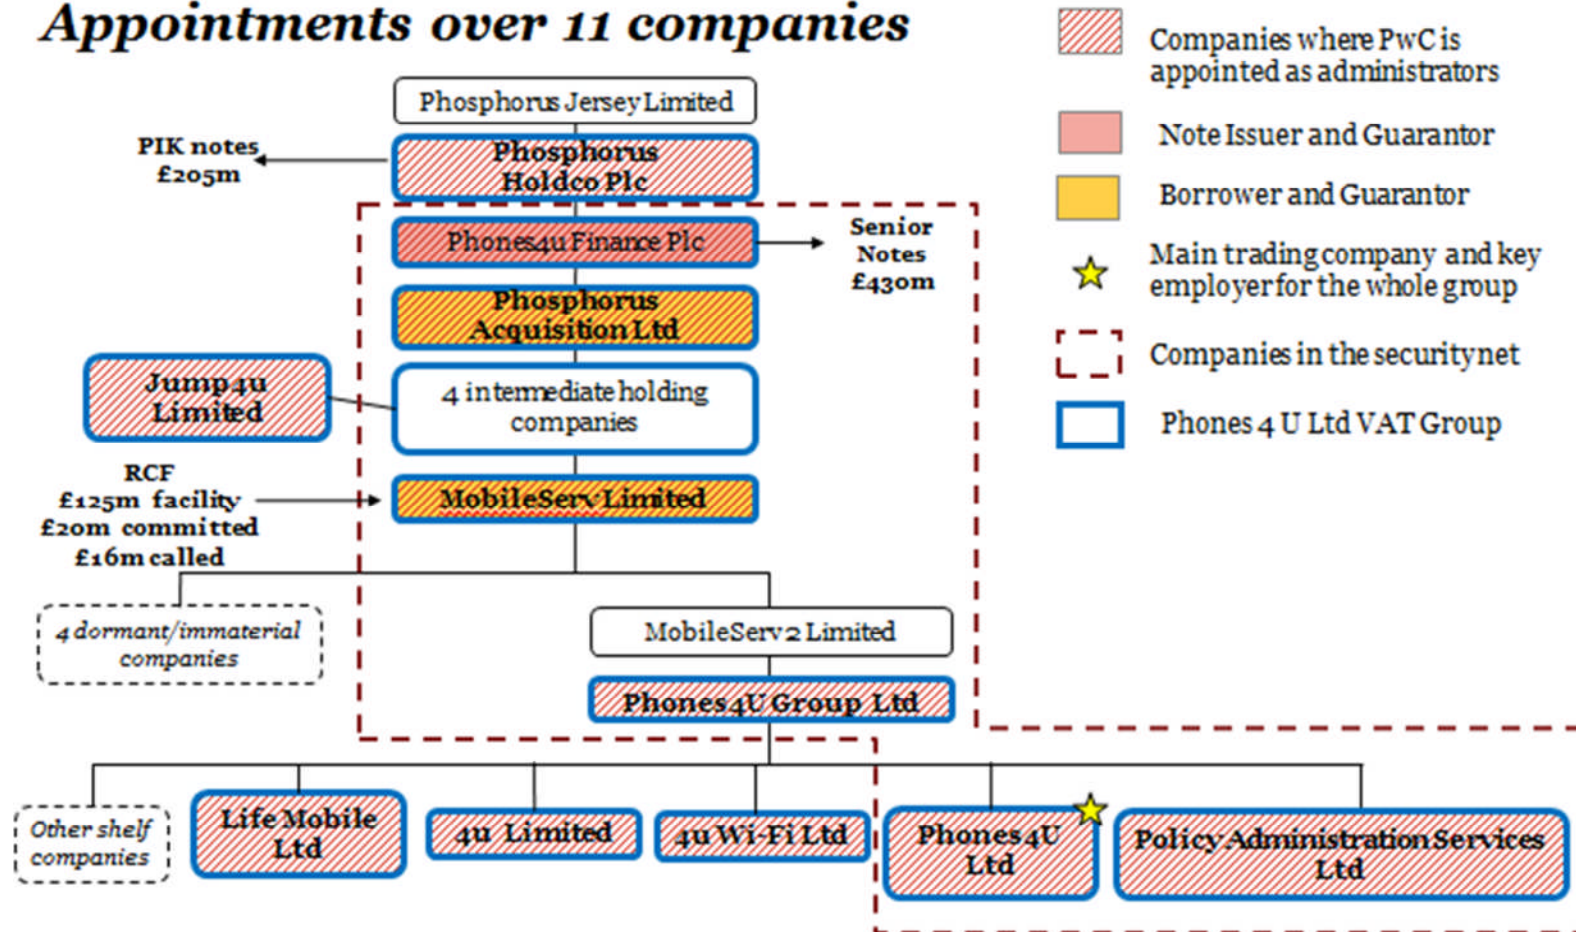 Appointments over 11 companies
Phosphorus Jersey Limited
PIK notes
£205m
Phosphorus
Holdco Plc
Phones4u Finance Plc
Senior
Notes
£430m
Phosphorus
Acquisition Ltd
Jump4u
Limited
4 intermediate holding
companies
RCF
£125m facility
£20m committed
£16m called
MobileServ Limited
4 dormant/immaterial
companies
MobileServ2 Limited
Phones4U Group Ltd
Other shelf
companies
Life Mobile
Ltd
4u Limited
4u Wi-Fi Ltd
Phones4U
Ltd
Policy Administration Services
Ltd
Companies where PwC is
appointed as administrators
Note Issuer and Guarantor
Borrower and Guarantor
Main trading company and key
employer for the whole group
Companies in the security net
Phones 4 U Ltd VAT Group